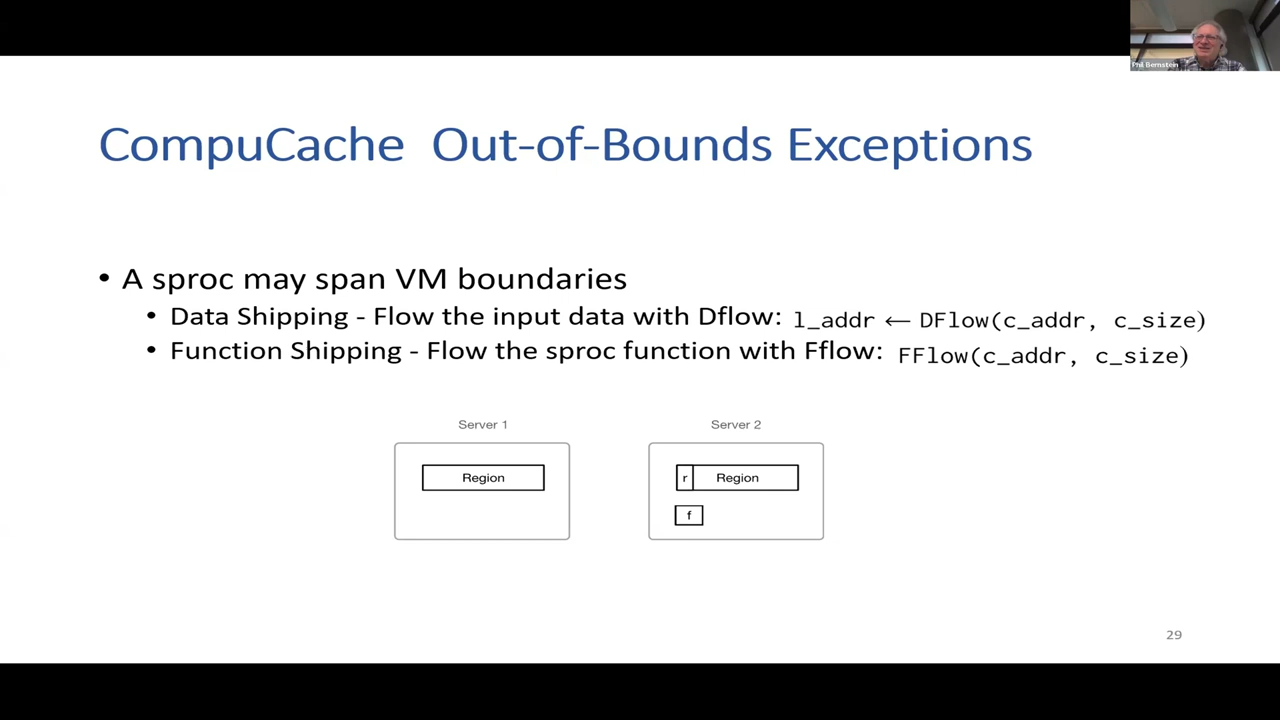 Phil Bernstein
CompuCache Out-of-Bounds Exceptions
• A sproc may span VM boundaries
• Data Shipping - Flow the input data with Dflow: l_addr ← DFlow(c_addr, c_size)
• Function Shipping - Flow the sproc function with Fflow: FFlow(c_addr, c_size)
Server 1
Server 2
Region
r
Region
f
29